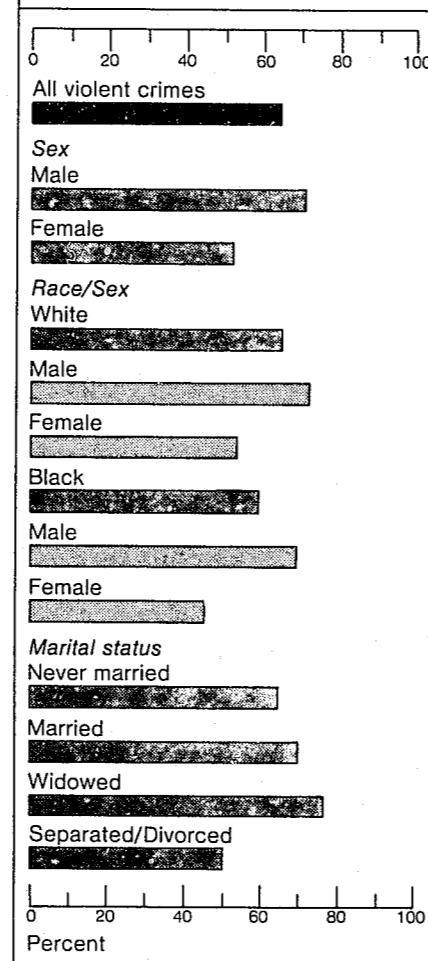 0 20 40 60 80 100
All violent crimes
Sex
Male
Female
Race/Sex
White
Male
Female
Black
Male
Female
Marital status
Never married
Married
Widowed
Separated/Divorced
0 20 40 60 80 100
Percent